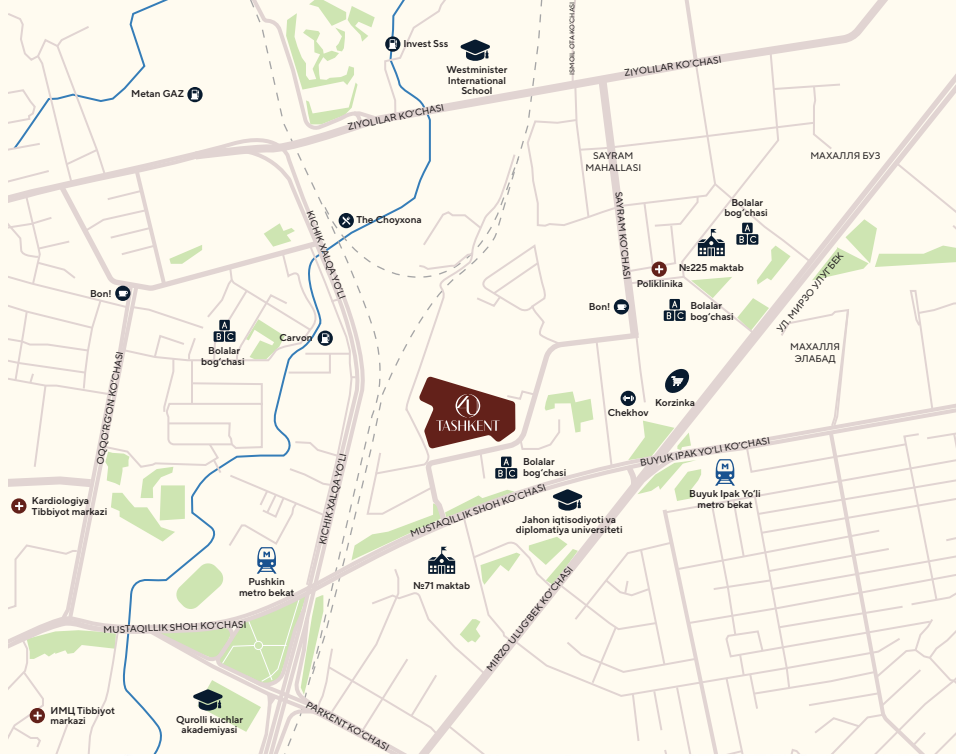 ISMOIL OTA KO'CHASI
Invest Sss
Westminister
International
School
ZIYOLILAR KO'CHASI
Metan GAZ
ZIYOLILAR KO'CHASI
SAYRAM
MAHALLASI
МАХАЛЛЯ БУЗ
Bolalar
bog'chasi
A
B C
The Choyxona
KICHIK XALQA YO'LI
SAYRAM KO'CHASI
№225 maktab
Poliklinika
УЛ. МИРЗО УЛУГБЕК
Bon!
Bon!
A
B C
Bolalar
bog'chasi
A
B C
Bolalar
bog'chasi
Carvon
МАХАЛЛЯ
ЭЛАБАД
OQQO'RG'ON KO'CHASI
TASHKENT
Chekhov
Korzinka
BUYUK IPAK YO'LI KO'CHASI
A
B C
Bolalar
bog'chasi
M
Buyuk Ipak Yo'li
metro bekat
Kardiologiya
Tibbiyot markazi
KICHIK XALQA YO'LI
MUSTAQILLIK SHOH KO'CHASI
Jahon iqtisodiyoti va
diplomatiya universiteti
M
Pushkin
metro bekat
№71 maktab
MIRZO ULUG'BEK KO'CHASI
MUSTAQILLIK SHOH KO'CHASI
ИМЦ Tibbiyot
markazi
Qurolli kuchlar
akademiyasi
PARKENT KO'CHASI